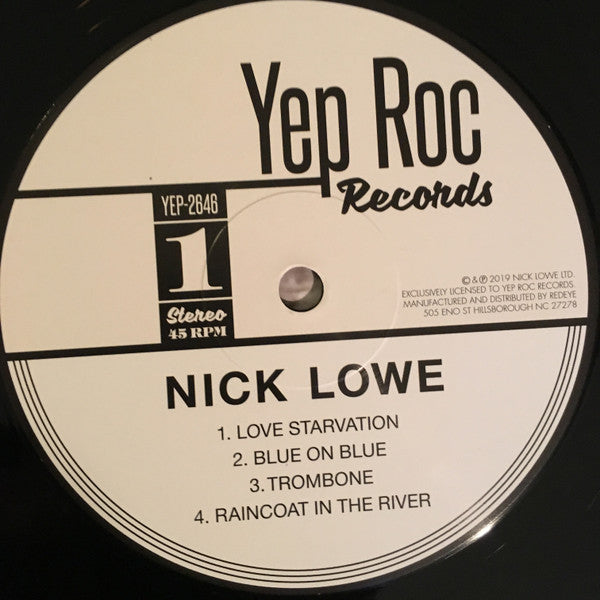 Yep Roc
Records
YEP-2646
1
Stereo
45 RPM
© & ℗ 2019 NICK LOWE LTD.
EXCLUSIVELY LICENSED TO YEP ROC RECORDS.
MANUFACTURED AND DISTRIBUTED BY REDEYE
505 ENO ST HILLSBOROUGH NC 27278
NICK LOWE
1. LOVE STARVATION
2. BLUE ON BLUE
3. TROMBONE
4. RAINCOAT IN THE RIVER